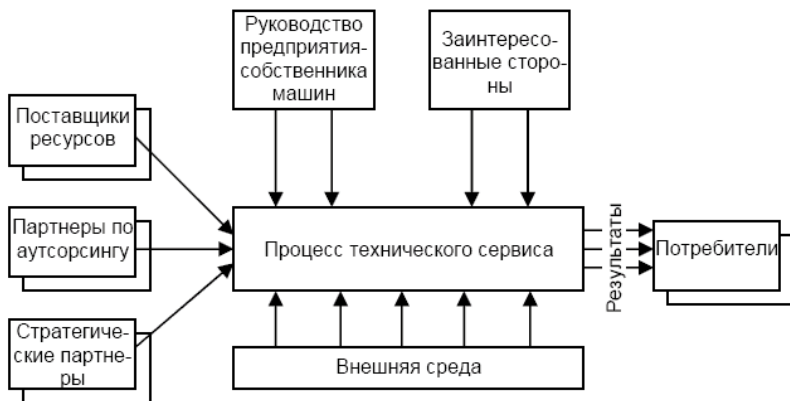 Руководство
предприятия-
собственника
машин
Заинтересо-
ванные сторо-
ны
Поставщики
ресурсов
Партнеры по
аутсорсингу
Стратегиче-
ские партне-
ры
Процесс технического сервиса
Результаты
Потребители
Внешняя среда